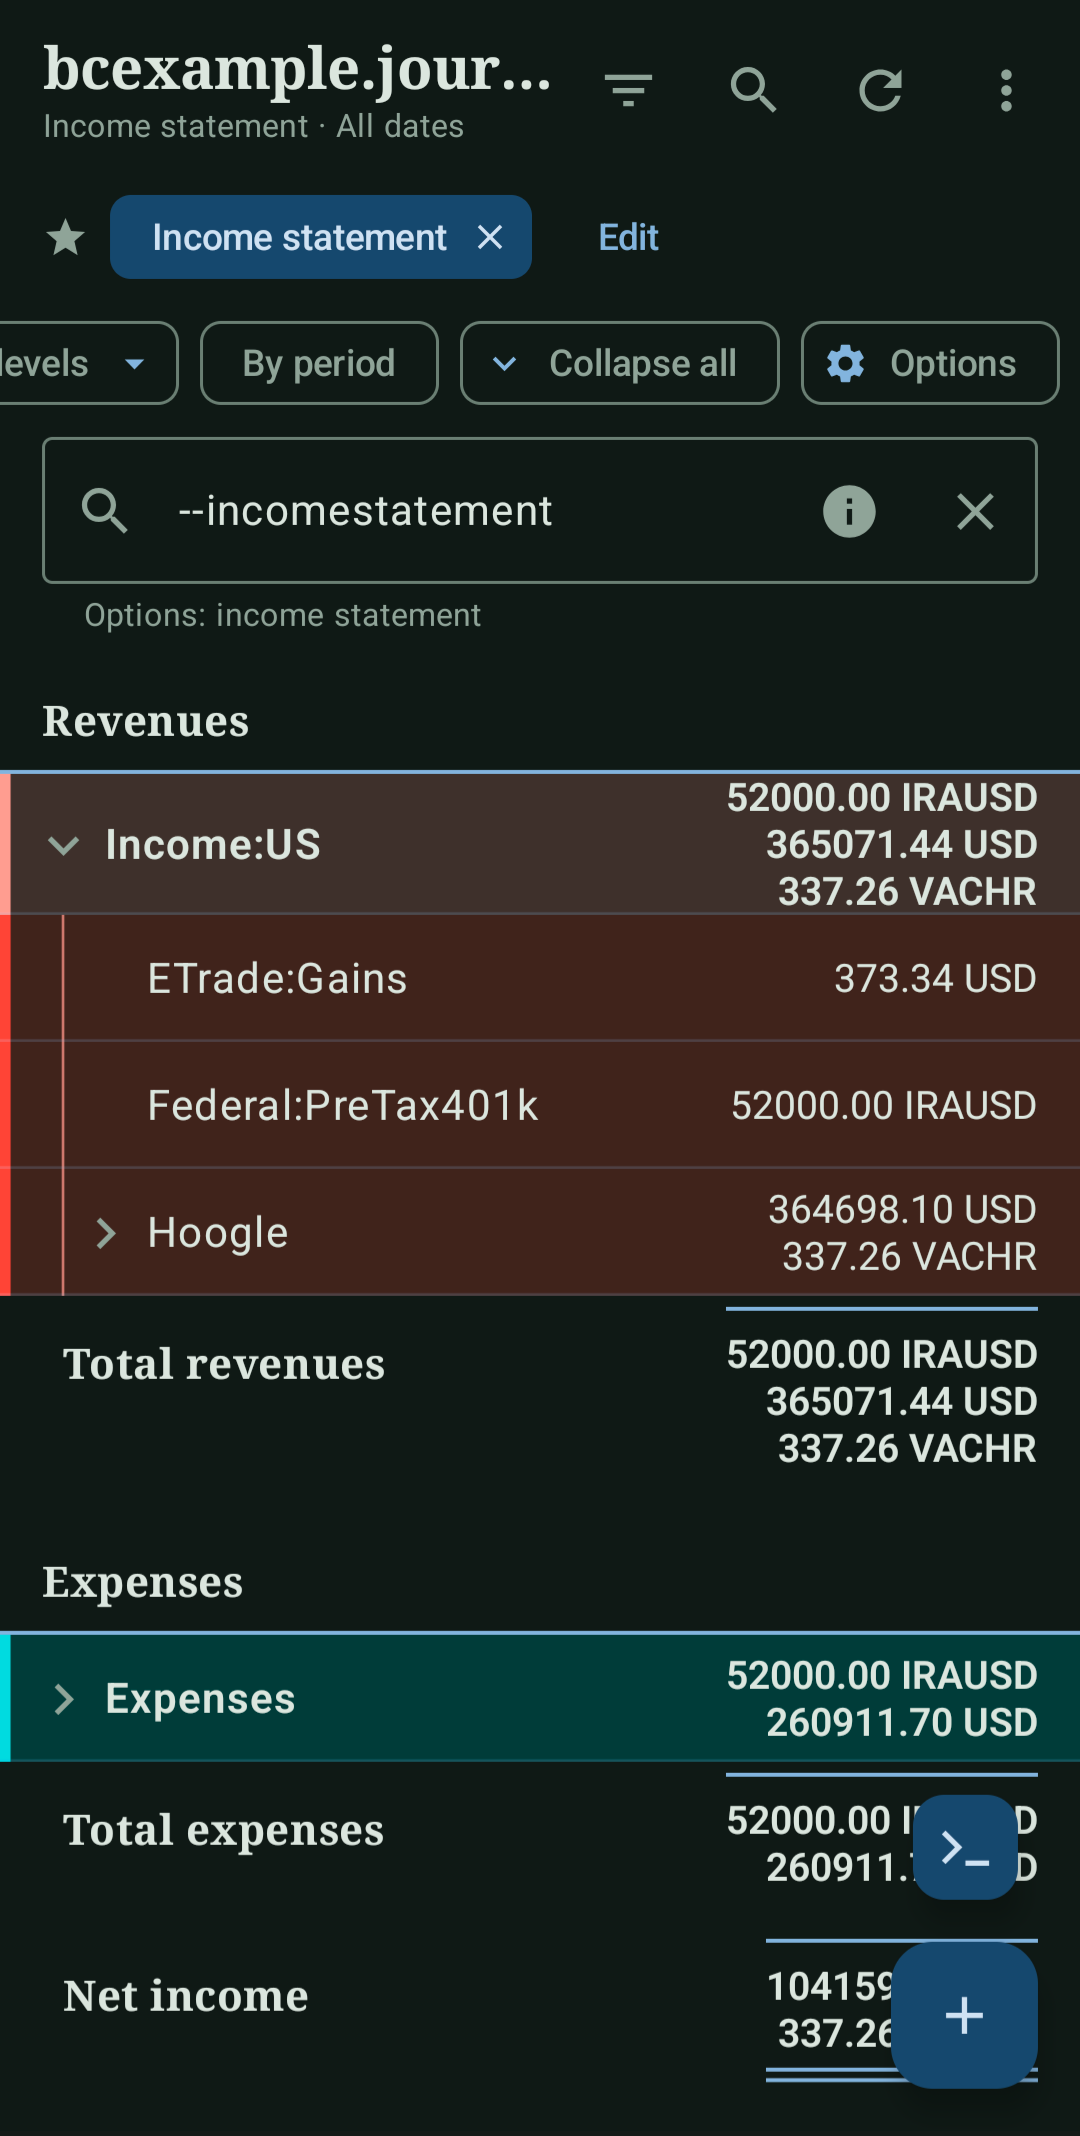 bcexample.jour...
Income statement · All dates
Income statement
Edit
levels
By period
Collapse all
Options
--incomestatement
Options: income statement
Revenues
Income:US
52000.00 IRAUSD
365071.44 USD
337.26 VACHR
ETrade:Gains
373.34 USD
Federal:PreTax401k
52000.00 IRAUSD
Hoogle
364698.10 USD
337.26 VACHR
Total revenues
52000.00 IRAUSD
365071.44 USD
337.26 VACHR
Expenses
Expenses
52000.00 IRAUSD
260911.70 USD
Total expenses
52000.00
260911.
Net income
104159
337.26